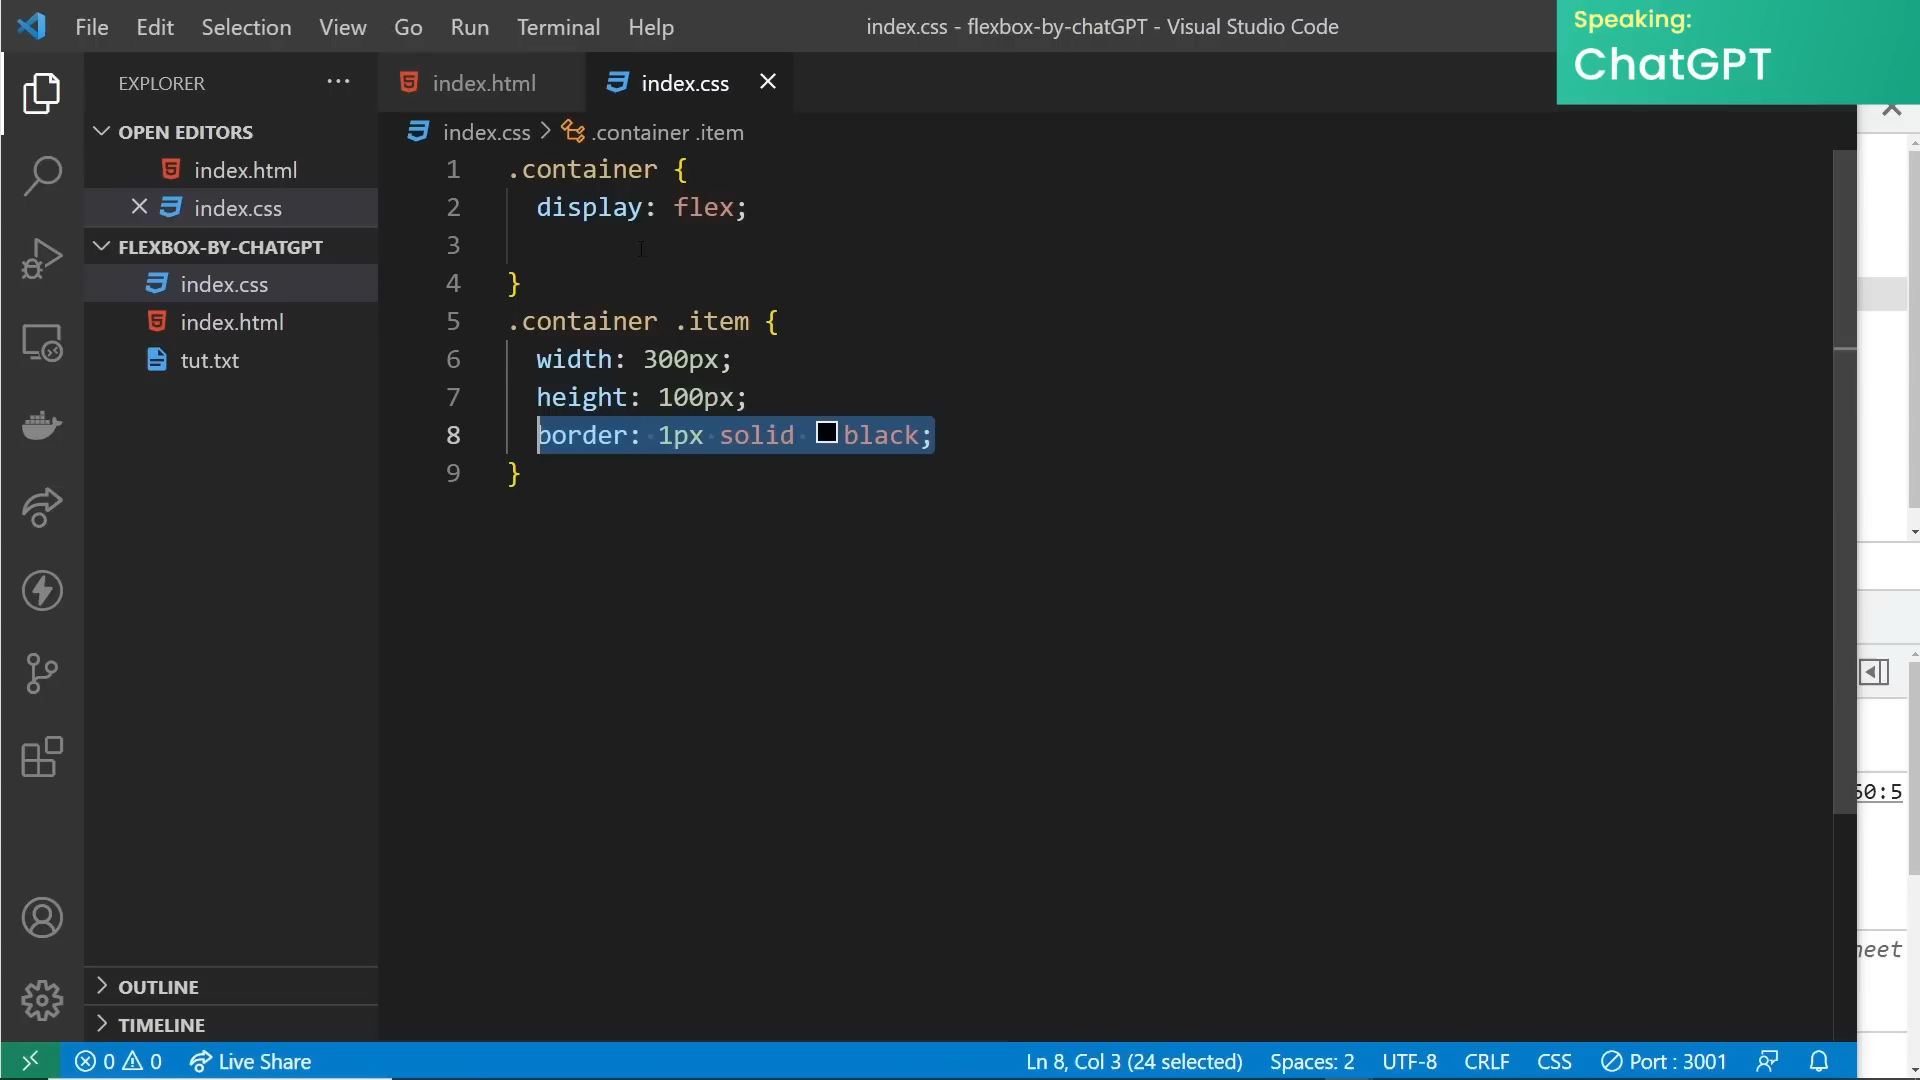 File Edit Selection View Go Run Terminal Help
index.css - flexbox-by-chatGPT - Visual Studio Code
Speaking:
ChatGPT
EXPLORER
index.html
index.css
OPEN EDITORS
index.html
index.css
FLEXBOX-BY-CHATGPT
index.css
index.html
tut.txt
index.css > .container .item
1 .container {
2 display: flex;
3
4 }
5 .container .item {
6 width: 300px;
7 height: 100px;
8 border: 1px solid black;
9 }
OUTLINE
TIMELINE
0 0 Live Share
Ln 8, Col 3 (24 selected) Spaces: 2 UTF-8 CRLF CSS Port : 3001